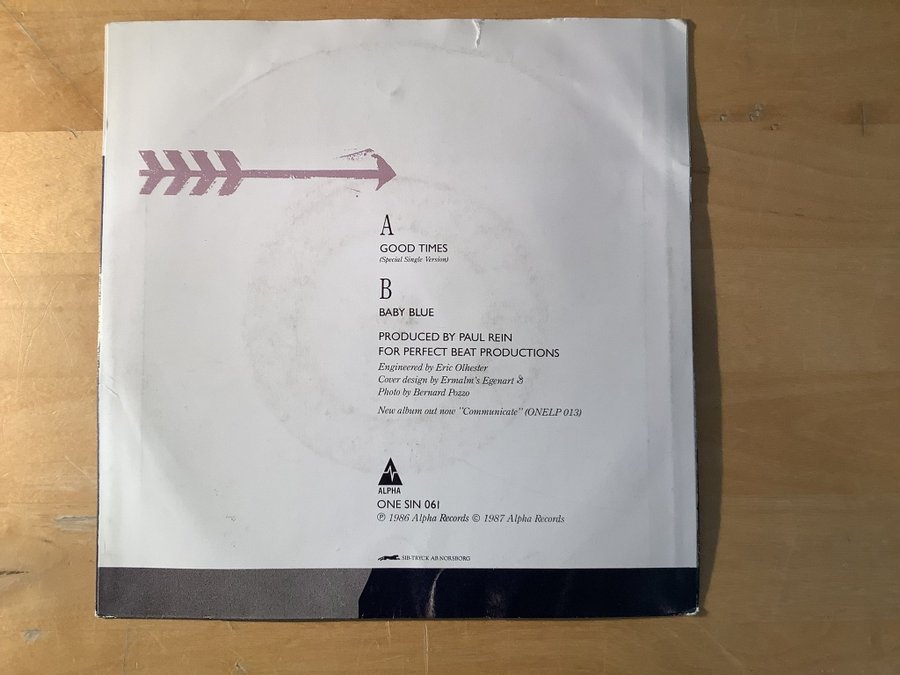 A
GOOD TIMES
(Special Single Version)
B
BABY BLUE
PRODUCED BY PAUL REIN
FOR PERFECT BEAT PRODUCTIONS
Engineered by Eric Olhester
Cover design by Ermalm's Egenart
Photo by Bernard Pozzo
New album out now "Communicate" (ONELP 013)
ALPHA
ONE SIN 061
℗ 1986 Alpha Records © 1987 Alpha Records
SIB-TRYCK AB NORSBORG